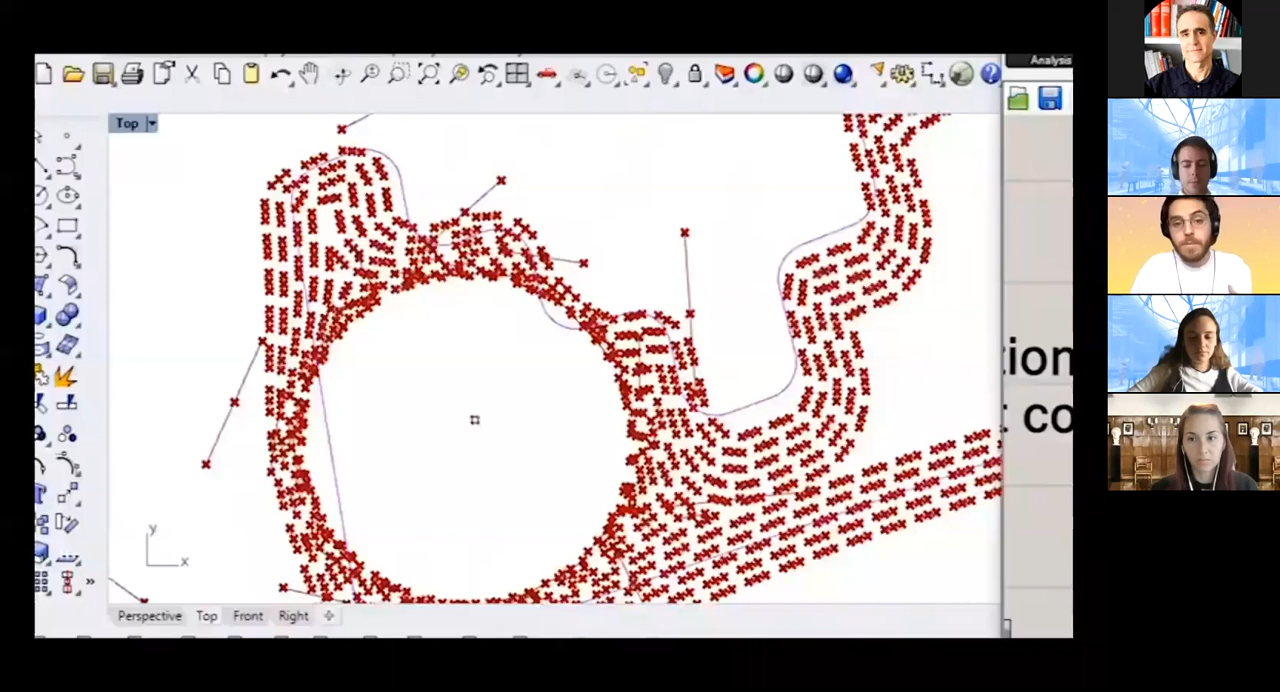 Analysis
Top
tion
t co
y
x
Perspective Top Front Right